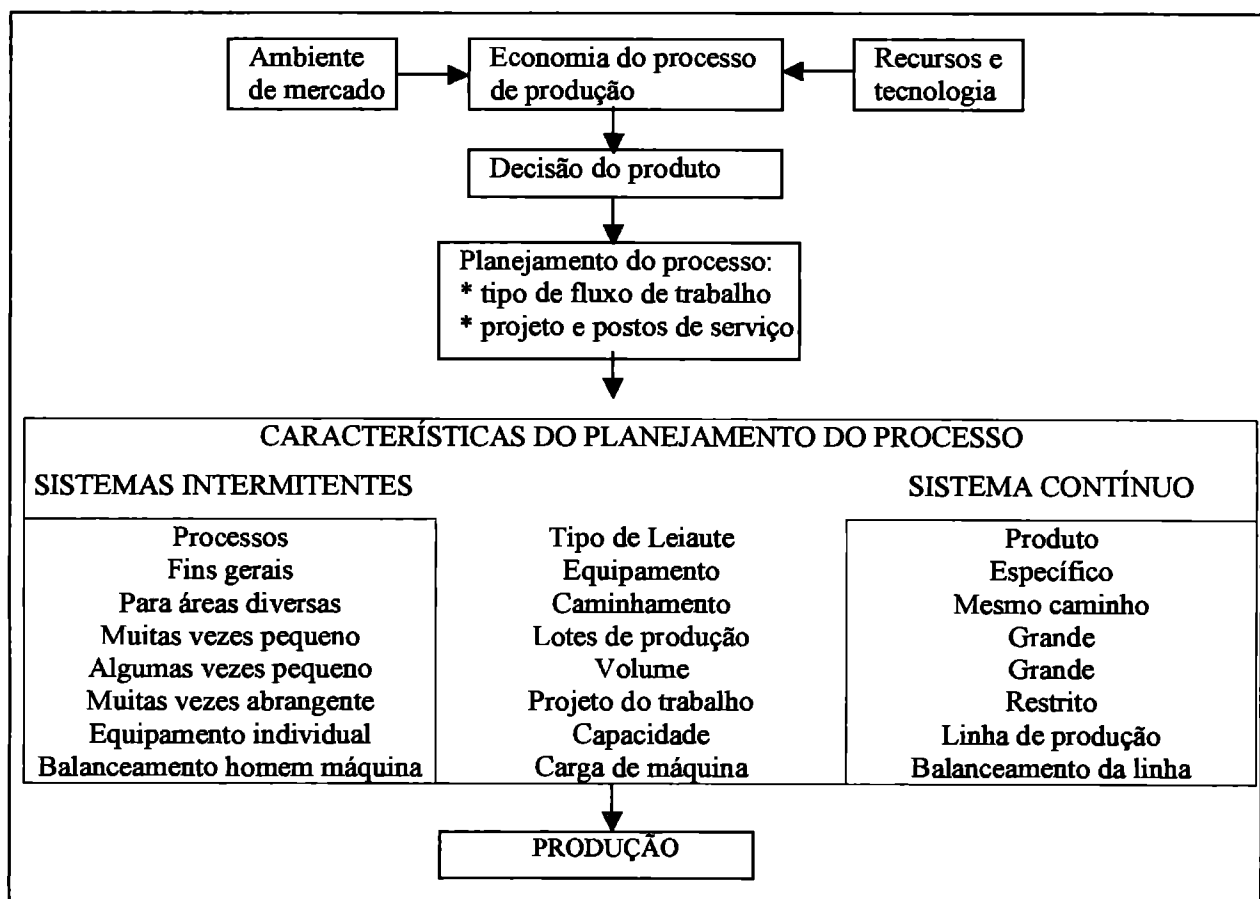 Ambiente
de mercado
Economia do processo
de produção
Recursos e
tecnologia
Decisão do produto
Planejamento do processo:
* tipo de fluxo de trabalho
* projeto e postos de serviço
CARACTERÍSTICAS DO PLANEJAMENTO DO PROCESSO
SISTEMAS INTERMITENTES SISTEMA CONTÍNUO
Processos Tipo de Leiaute Produto
Fins gerais Equipamento Específico
Para áreas diversas Caminhamento Mesmo caminho
Muitas vezes pequeno Lotes de produção Grande
Algumas vezes pequeno Volume Grande
Muitas vezes abrangente Projeto do trabalho Restrito
Equipamento individual Capacidade Linha de produção
Balanceamento homem máquina Carga de máquina Balanceamento da linha
PRODUÇÃO